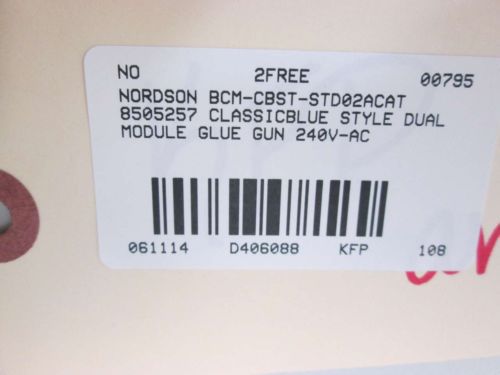 NO 2FREE 00795
NORDSON BCM-CBST-STD02ACAT
8505257 CLASSICBLUE STYLE DUAL
MODULE GLUE GUN 240V-AC
061114 D406088 KFP 108